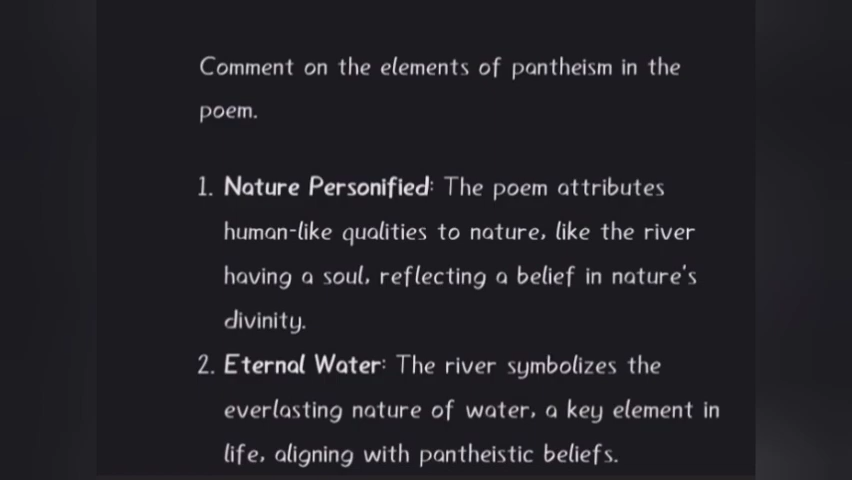 Comment on the elements of pantheism in the
poem.
1. Nature Personified: The poem attributes
human-like qualities to nature, like the river
having a soul, reflecting a belief in nature's
divinity.
2. Eternal Water: The river symbolizes the
everlasting nature of water, a key element in
life, aligning with pantheistic beliefs.